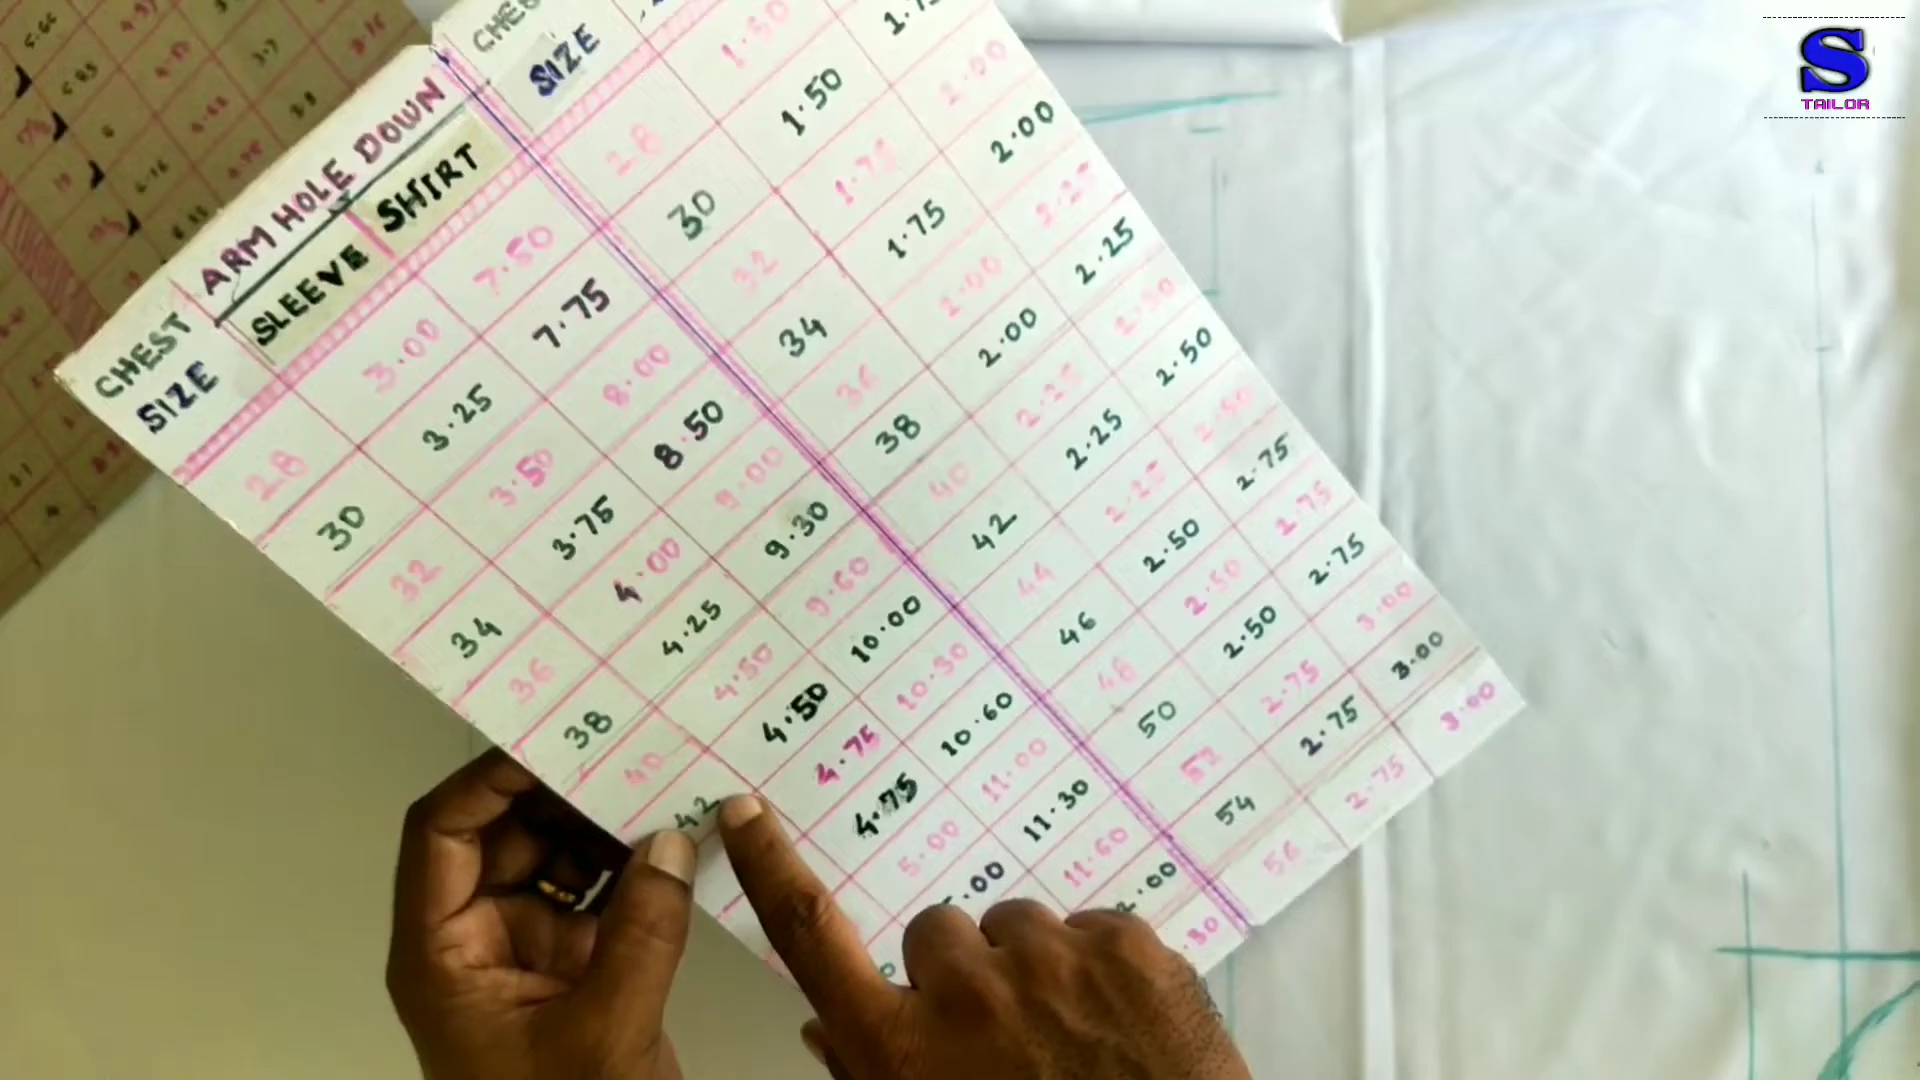 S
TAILOR
CHEST SIZE
ARM HOLE DOWN
SLEEVE SHIRT
28 3.00 7.50
30 3.25 7.75
32 3.50 8.00
34 3.75 8.50
36 4.00 9.00
38 4.25 9.30
40 4.50 9.60
42 4.50 10.00
4.75 10.30
4.75 10.60
5.00 11.00
11.30
11.60
SIZE
28 1.50
30 1.50
32 1.75 2.00
34 1.75 2.00
36 2.00 2.25
38 2.00 2.25
40 2.25 2.50
42 2.25 2.50
44 2.25 2.50
46 2.50 2.75
48 2.50 2.75
50 2.50 2.75
52 2.75 3.00
54 2.75 3.00
56 2.75 3.00